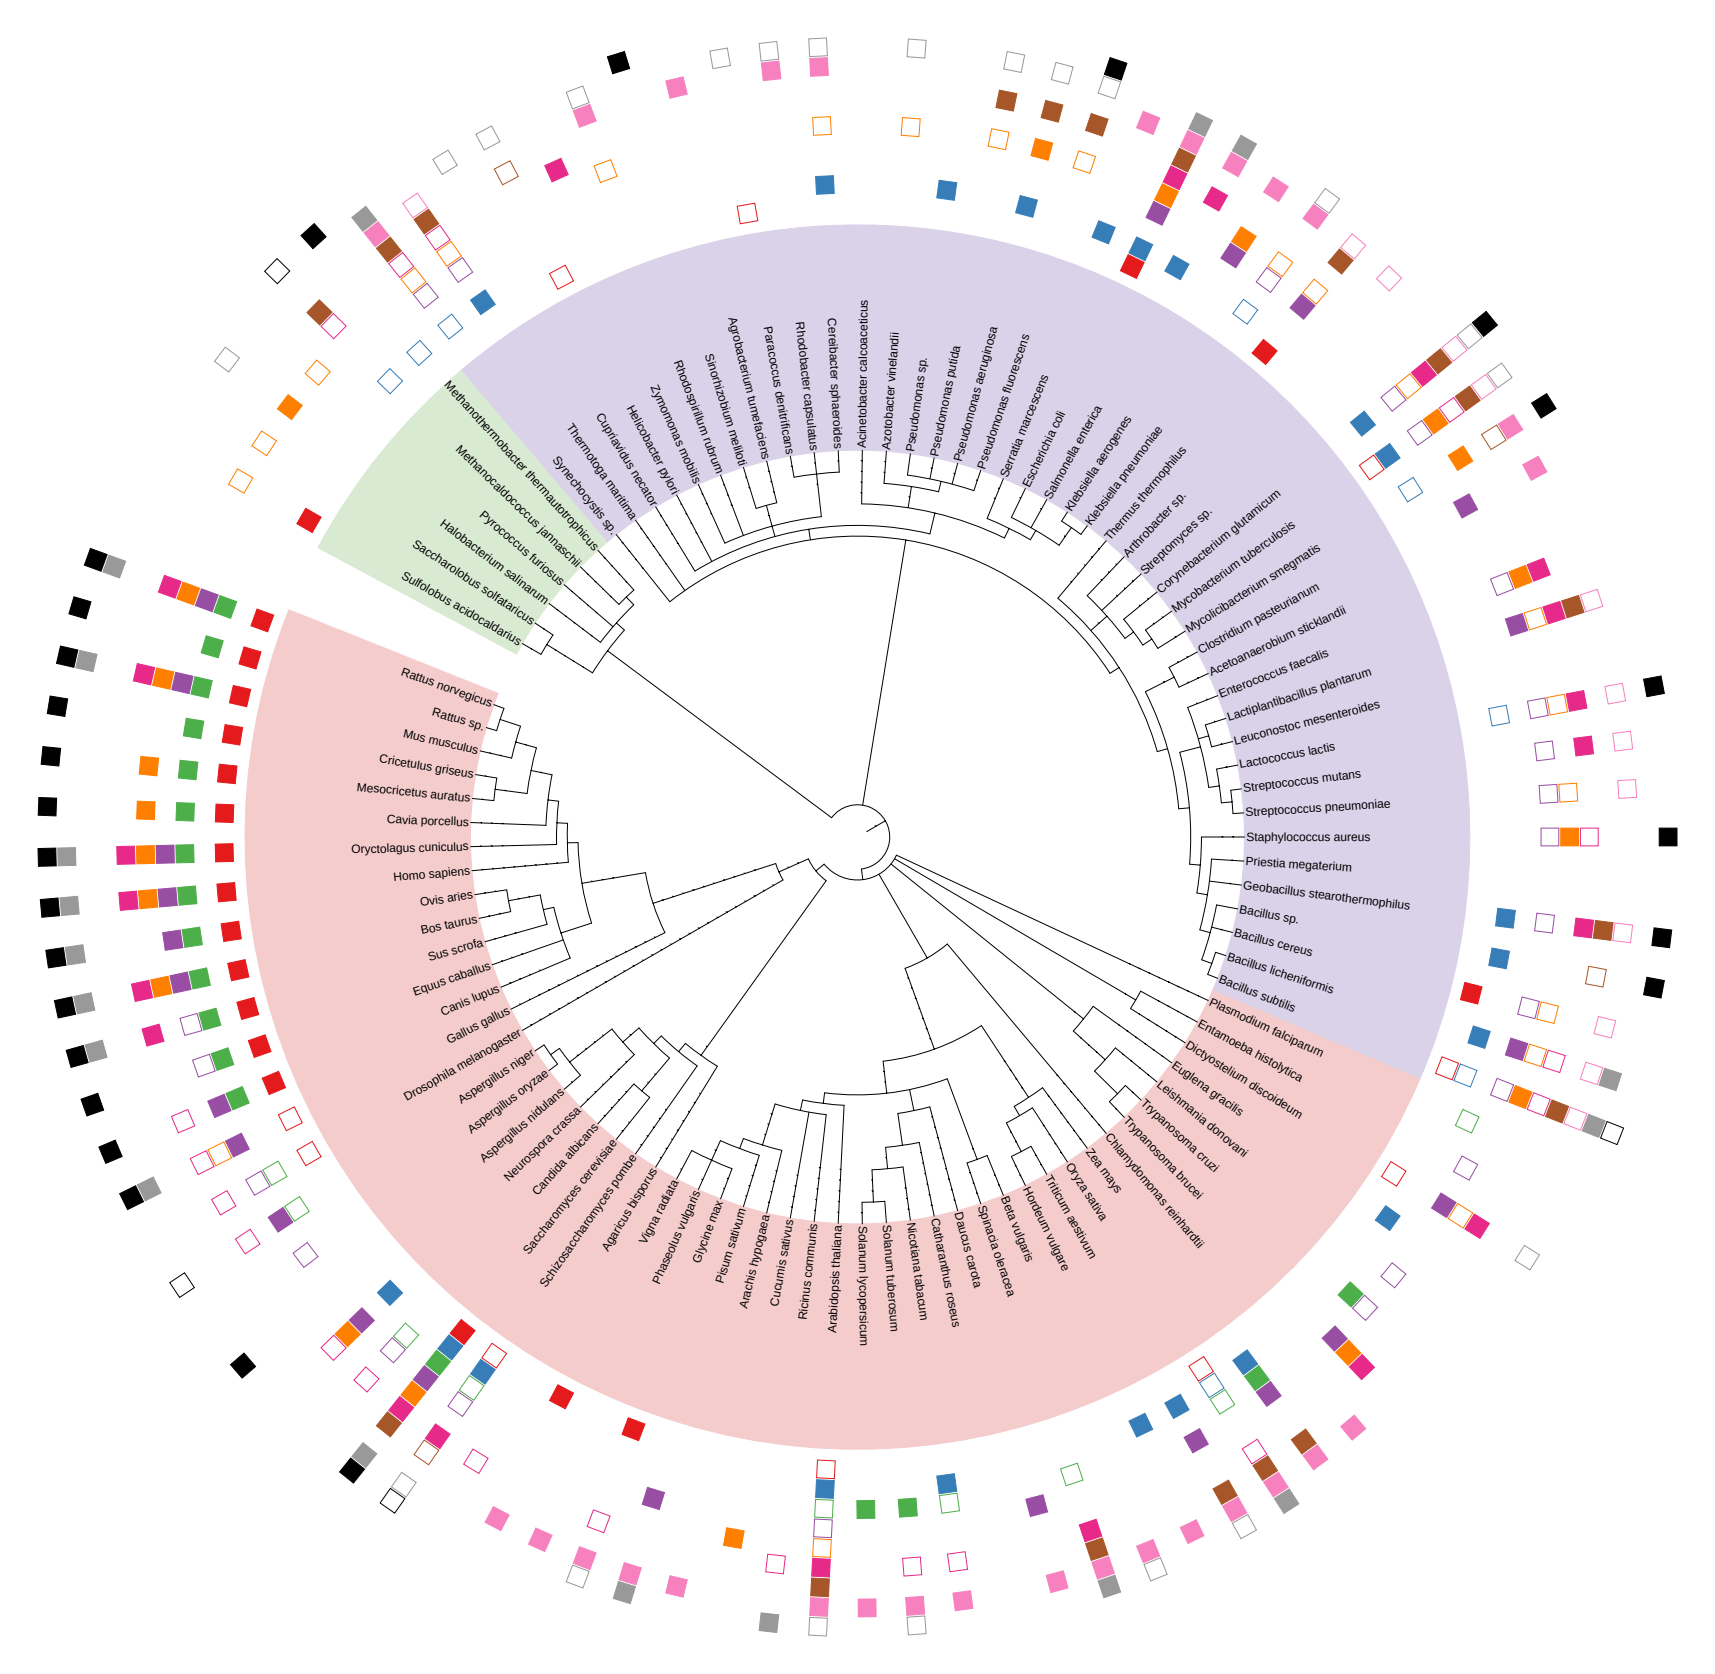 Methanothermobacter thermautotrophicus
Methanocaldococcus jannaschii
Pyrococcus furiosus
Halobacterium salinarum
Saccharolobus solfataricus
Sulfolobus acidocaldarius
Synechocystis sp.
Thermotoga maritima
Cupriavidus necator
Helicobacter pylori
Zymomonas mobilis
Rhodospirillum rubrum
Sinorhizobium meliloti
Agrobacterium tumefaciens
Paracoccus denitrificans
Rhodobacter capsulatus
Cereibacter sphaeroides
Acinetobacter calcoaceticus
Azotobacter vinelandii
Pseudomonas sp.
Pseudomonas putida
Pseudomonas aeruginosa
Pseudomonas fluorescens
Serratia marcescens
Escherichia coli
Salmonella enterica
Klebsiella aerogenes
Klebsiella pneumoniae
Thermus thermophilus
Arthrobacter sp.
Streptomyces sp.
Corynebacterium glutamicum
Mycobacterium tuberculosis
Mycolicibacterium smegmatis
Clostridium pasteurianum
Acetoanaerobium sticklandii
Enterococcus faecalis
Lactiplantibacillus plantarum
Leuconostoc mesenteroides
Lactococcus lactis
Streptococcus mutans
Streptococcus pneumoniae
Staphylococcus aureus
Priestia megaterium
Geobacillus stearothermophilus
Bacillus sp.
Bacillus cereus
Bacillus licheniformis
Bacillus subtilis
Plasmodium falciparum
Entamoeba histolytica
Dictyostelium discoideum
Euglena gracilis
Leishmania donovani
Trypanosoma cruzi
Trypanosoma brucei
Chlamydomonas reinhardtii
Zea mays
Oryza sativa
Triticum aestivum
Hordeum vulgare
Beta vulgaris
Spinacia oleracea
Daucus carota
Catharanthus roseus
Nicotiana tabacum
Solanum tuberosum
Solanum lycopersicum
Arabidopsis thaliana
Ricinus communis
Cucumis sativus
Arachis hypogaea
Pisum sativum
Glycine max
Phaseolus vulgaris
Vigna radiata
Agaricus bisporus
Schizosaccharomyces pombe
Saccharomyces cerevisiae
Candida albicans
Neurospora crassa
Aspergillus nidulans
Aspergillus oryzae
Aspergillus niger
Drosophila melanogaster
Gallus gallus
Canis lupus
Equus caballus
Sus scrofa
Bos taurus
Ovis aries
Homo sapiens
Oryctolagus cuniculus
Cavia porcellus
Mesocricetus auratus
Cricetulus griseus
Mus musculus
Rattus sp.
Rattus norvegicus